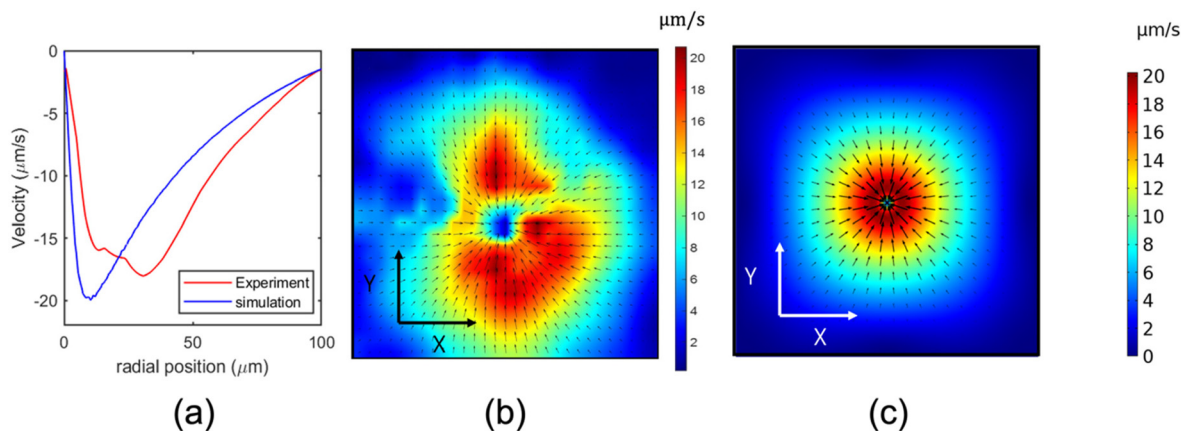 0
-5
-10
-15
-20
Velocity (μm/s)
Experiment
simulation
0 50 100
radial position (μm)
(a)
μm/s
20
18
16
14
12
10
8
6
4
2
Y
X
(b)
μm/s
20
18
16
14
12
10
8
6
4
2
0
Y
X
(c)